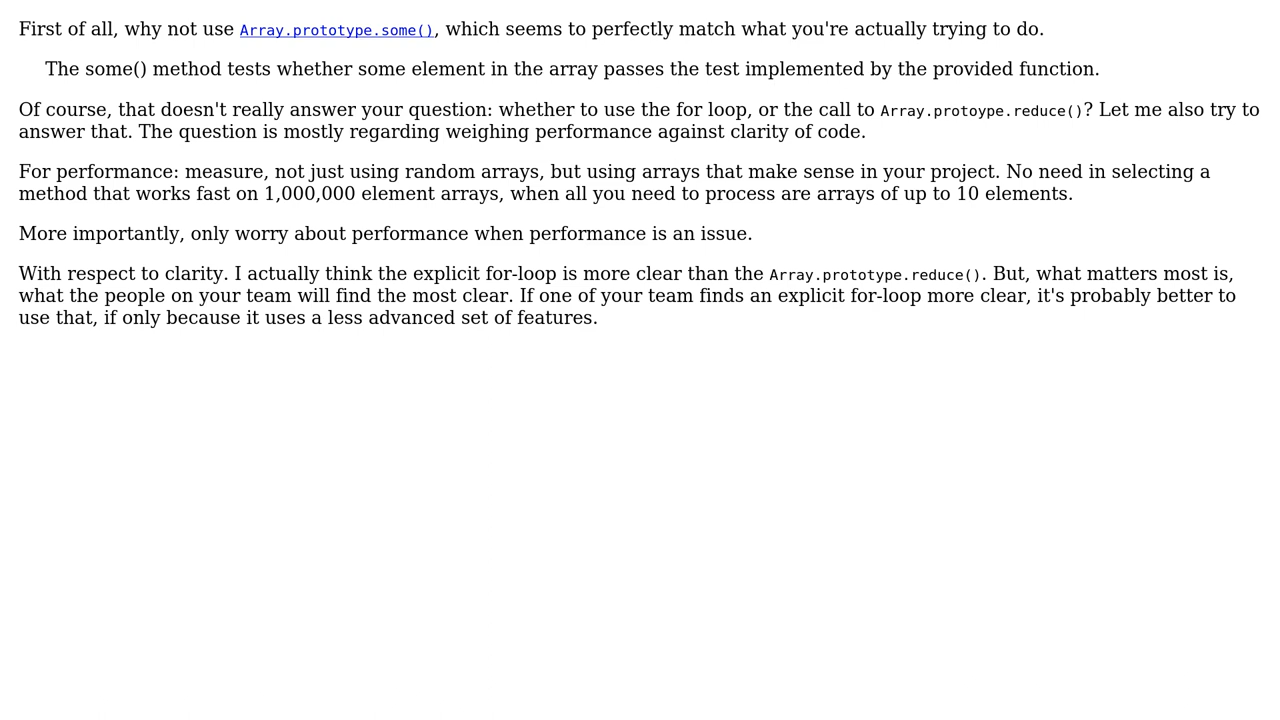 First of all, why not use Array.prototype.some(), which seems to perfectly match what you're actually trying to do.
The some() method tests whether some element in the array passes the test implemented by the provided function.
Of course, that doesn't really answer your question: whether to use the for loop, or the call to Array.protoype.reduce()? Let me also try to
answer that. The question is mostly regarding weighing performance against clarity of code.
For performance: measure, not just using random arrays, but using arrays that make sense in your project. No need in selecting a
method that works fast on 1,000,000 element arrays, when all you need to process are arrays of up to 10 elements.
More importantly, only worry about performance when performance is an issue.
With respect to clarity. I actually think the explicit for-loop is more clear than the Array.prototype.reduce(). But, what matters most is,
what the people on your team will find the most clear. If one of your team finds an explicit for-loop more clear, it's probably better to
use that, if only because it uses a less advanced set of features.